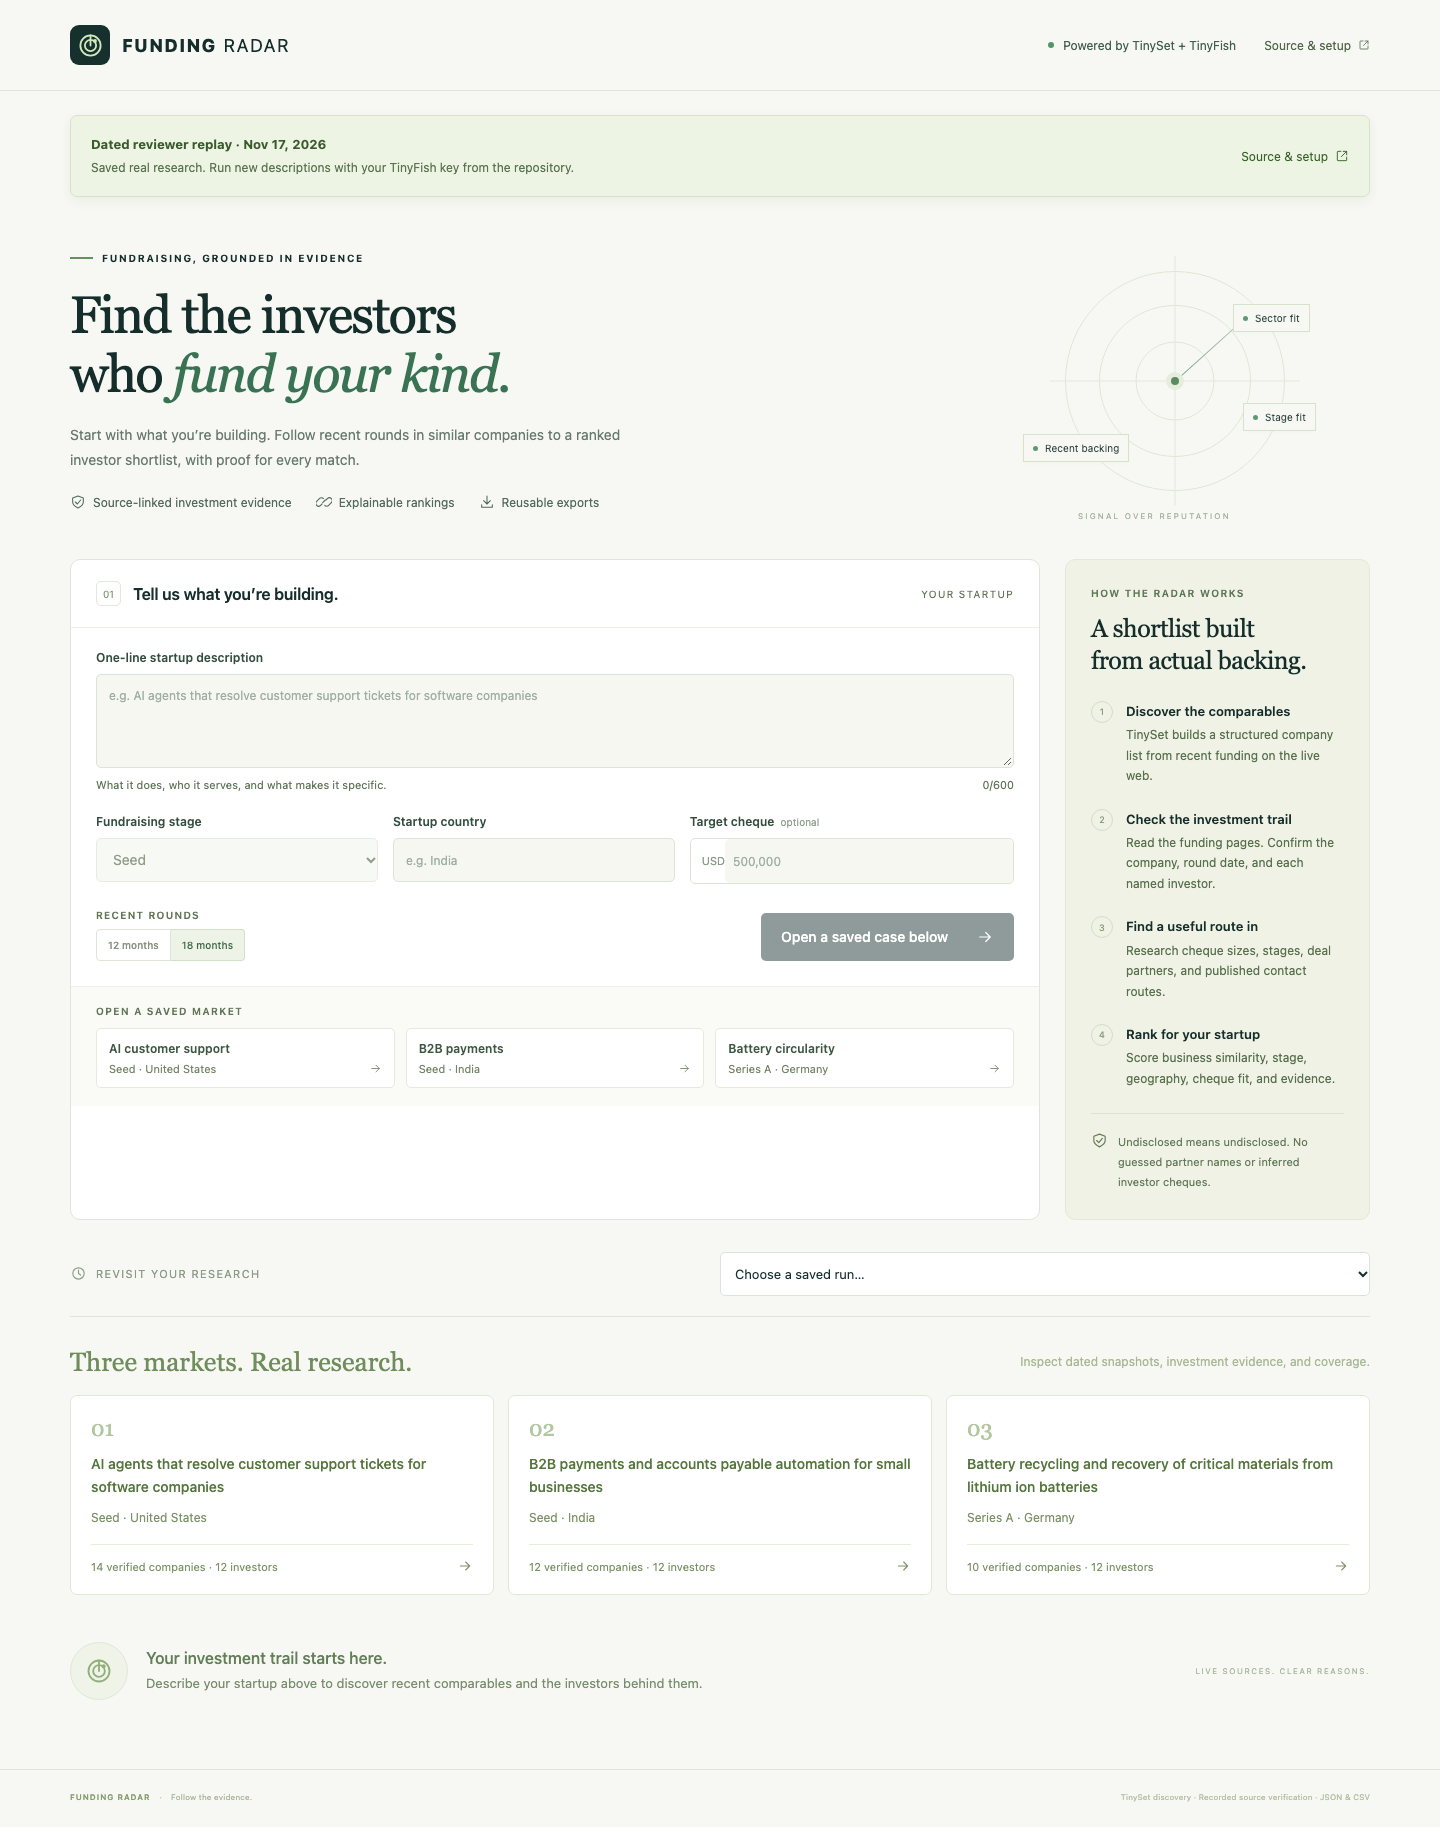 FUNDING RADAR
Powered by TinySet + TinyFish
Source & setup
Dated reviewer replay · Nov 17, 2026
Saved real research. Run new descriptions with your TinyFish key from the repository.
Source & setup
FUNDRAISING, GROUNDED IN EVIDENCE
Find the investors
who fund your kind.
Start with what you’re building. Follow recent rounds in similar companies to a ranked
investor shortlist, with proof for every match.
Source-linked investment evidence
Explainable rankings
Reusable exports
Sector fit
Stage fit
Recent backing
SIGNAL OVER REPUTATION
01
Tell us what you’re building.
YOUR STARTUP
One-line startup description
e.g. AI agents that resolve customer support tickets for software companies
What it does, who it serves, and what makes it specific.
0/600
Fundraising stage
Startup country
Target cheque optional
Seed
e.g. India
USD 500,000
RECENT ROUNDS
12 months
18 months
Open a saved case below
OPEN A SAVED MARKET
AI customer support
Seed · United States
B2B payments
Seed · India
Battery circularity
Series A · Germany
HOW THE RADAR WORKS
A shortlist built
from actual backing.
1
Discover the comparables
TinySet builds a structured company
list from recent funding on the live
web.
2
Check the investment trail
Read the funding pages. Confirm the
company, round date, and each
named investor.
3
Find a useful route in
Research cheque sizes, stages, deal
partners, and published contact
routes.
4
Rank for your startup
Score business similarity, stage,
geography, cheque fit, and evidence.
Undisclosed means undisclosed. No
guessed partner names or inferred
investor cheques.
REVISIT YOUR RESEARCH
Choose a saved run...
Three markets. Real research.
Inspect dated snapshots, investment evidence, and coverage.
01
AI agents that resolve customer support tickets for
software companies
Seed · United States
14 verified companies · 12 investors
02
B2B payments and accounts payable automation for small
businesses
Seed · India
12 verified companies · 12 investors
03
Battery recycling and recovery of critical materials from
lithium ion batteries
Series A · Germany
10 verified companies · 12 investors
Your investment trail starts here.
Describe your startup above to discover recent comparables and the investors behind them.
LIVE SOURCES. CLEAR REASONS.
FUNDING RADAR · Follow the evidence.
TinySet discovery · Recorded source verification · JSON & CSV